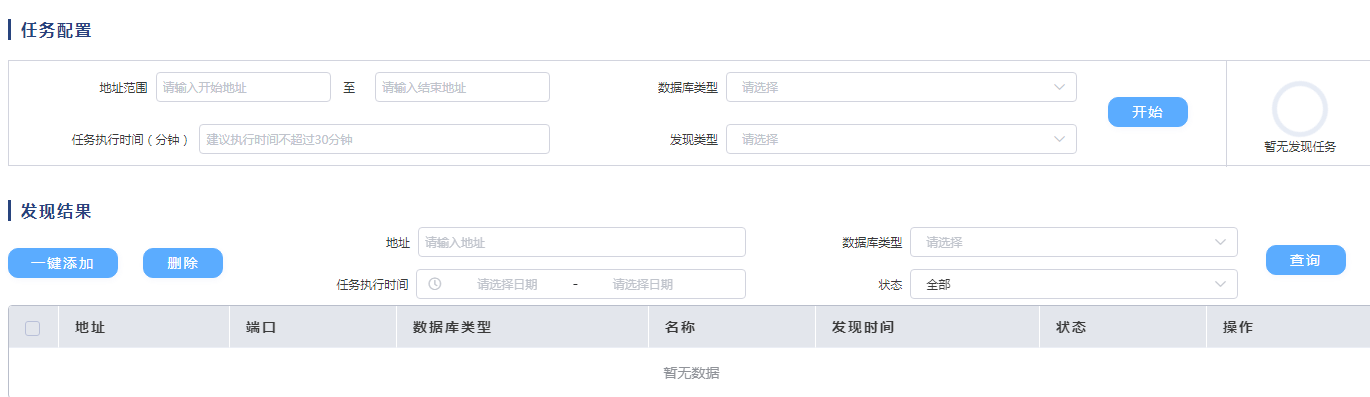 任务配置
地址范围 请输入开始地址 至 请输入结束地址 数据库类型 请选择
开始
任务执行时间（分钟） 建议执行时间不超过30分钟 发现类型 请选择
暂无发现任务
发现结果
地址 请输入地址 数据库类型 请选择
一键添加 删除 查询
任务执行时间 请选择日期 - 请选择日期 状态 全部
地址 端口 数据库类型 名称 发现时间 状态 操作
暂无数据